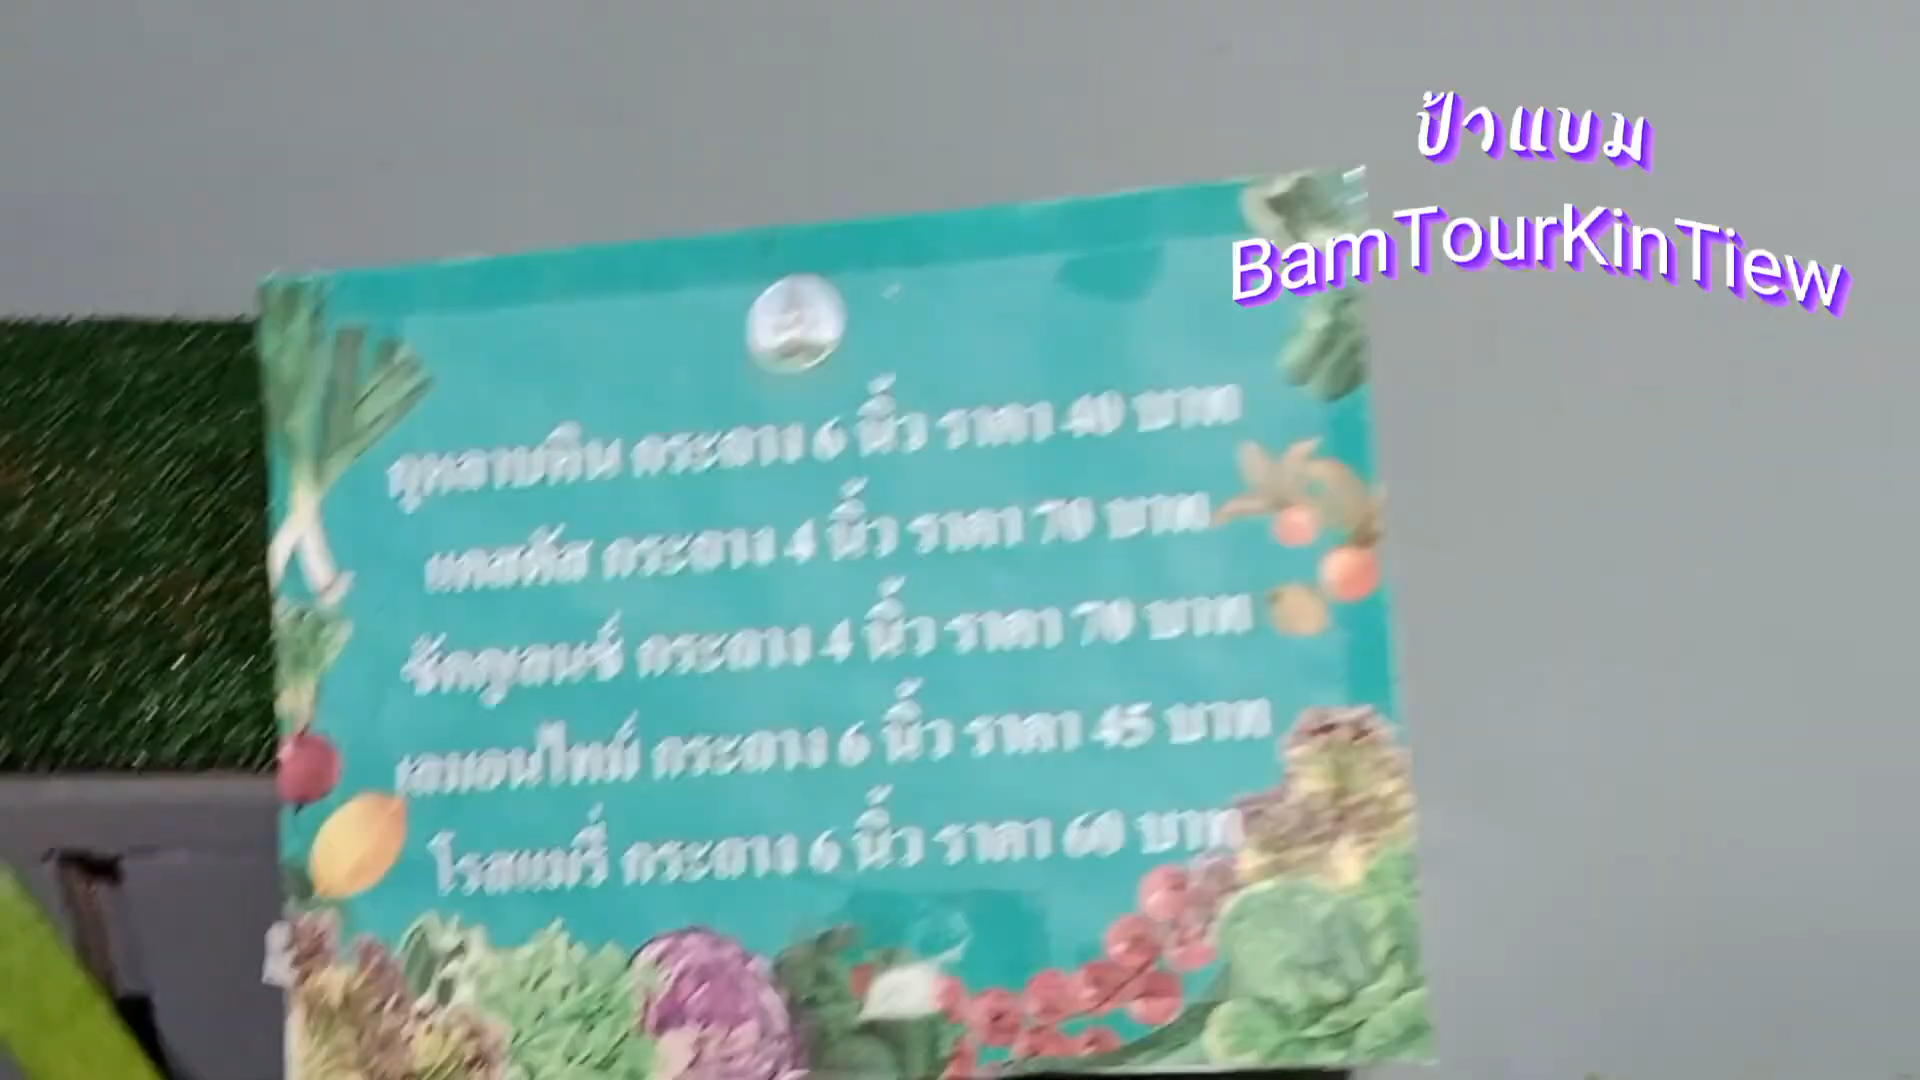 ป้าแบม
BamTourKinTiew
กุหลาบหิน กระถาง 6 นิ้ว ราคา 40 บาท
แคสตัส กระถาง 4 นิ้ว ราคา 70 บาท
กระถาง 4 นิ้ว ราคา 70 บาท
เลมอนไทม์ กระถาง 6 นิ้ว ราคา 45 บาท
โรสแมรี่ กระถาง 6 นิ้ว ราคา 60 บาท